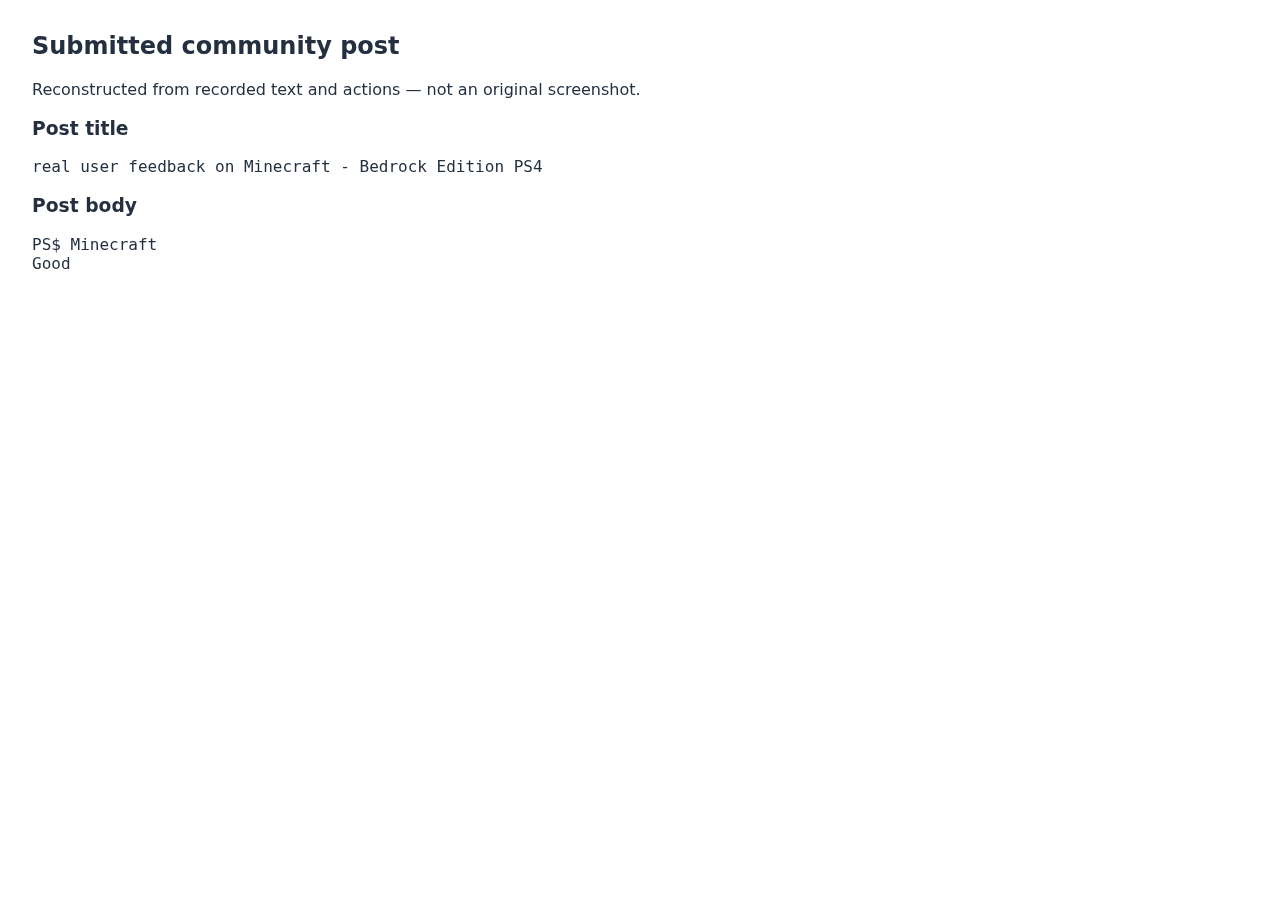 Submitted community post
Reconstructed from recorded text and actions — not an original screenshot.
Post title
real user feedback on Minecraft - Bedrock Edition PS4
Post body
PS$ Minecraft
Good